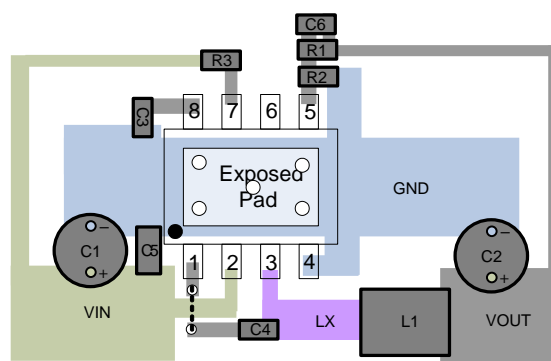 C6
R1
R3
R2
8 7 6 5
C3
Exposed
Pad
GND
C1 − +
C5
C2 − +
1 2 3 4
VIN
C4
LX
L1
VOUT